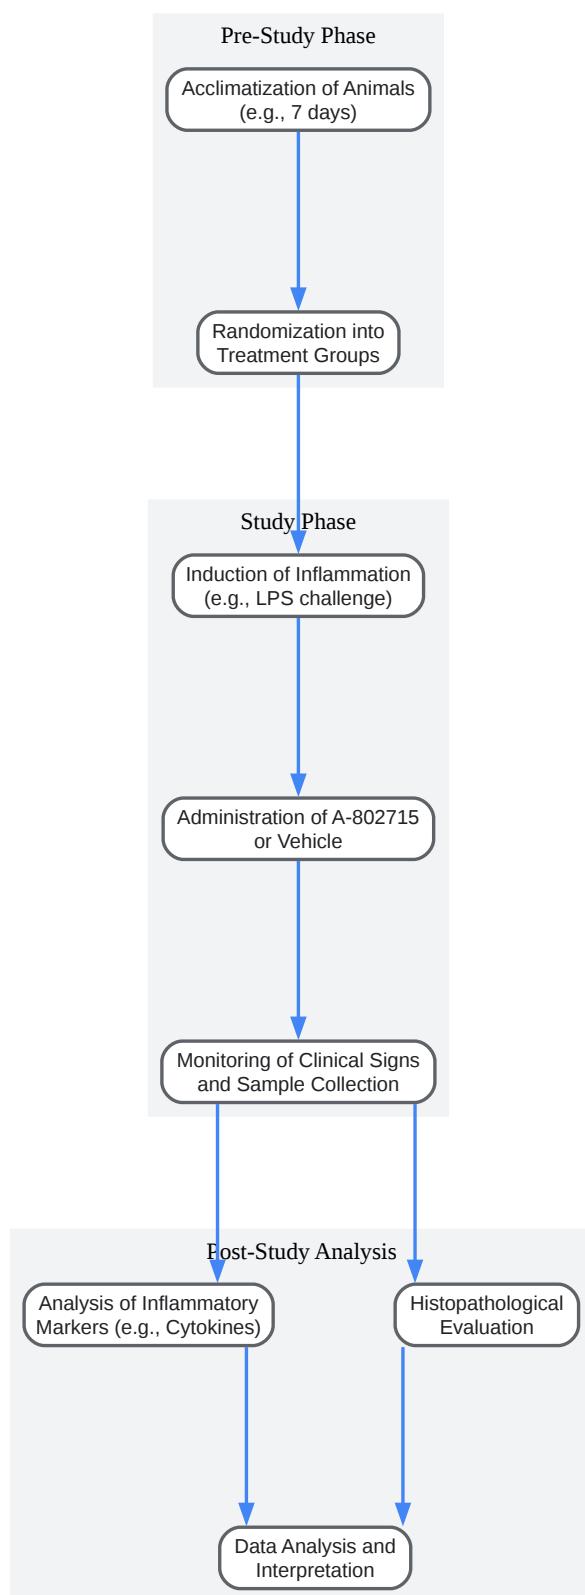 Pre-Study Phase
Acclimatization of Animals
(e.g., 7 days)
Randomization into
Treatment Groups
Study Phase
Induction of Inflammation
(e.g., LPS challenge)
Administration of A-802715
or Vehicle
Monitoring of Clinical Signs
and Sample Collection
Post-Study Analysis
Analysis of Inflammatory
Markers (e.g., Cytokines)
Histopathological
Evaluation
Data Analysis and
Interpretation